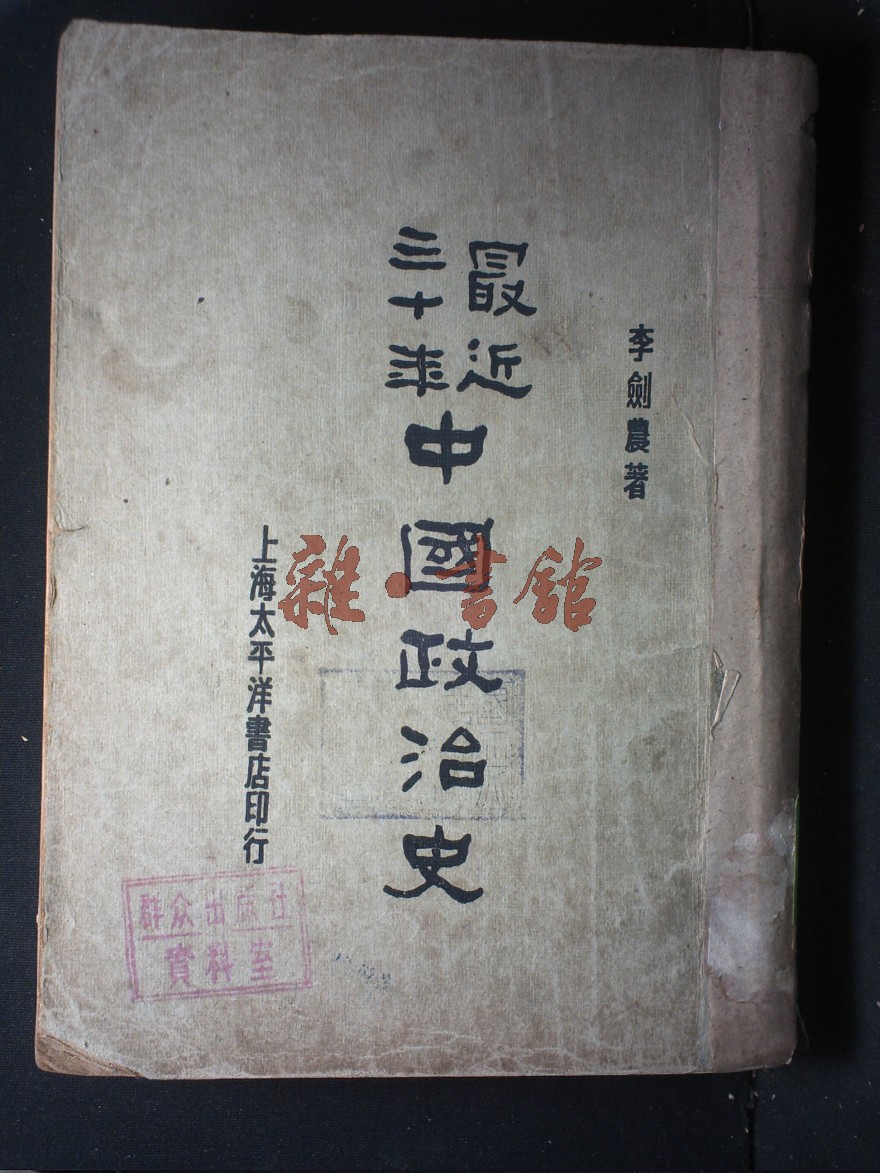 李劍農著
最近
三十年
中國政治史
上海太平洋書店印行
雜·書館
群众出版社
資料室